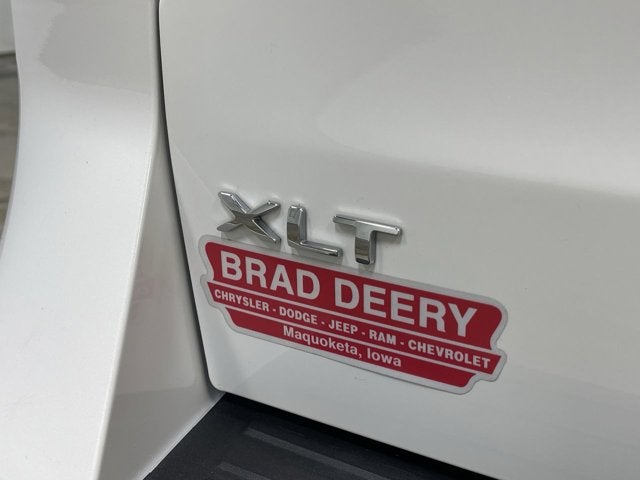 XLT
BRAD DEERY
CHRYSLER - DODGE - JEEP - RAM - CHEVROLET
Maquoketa, Iowa